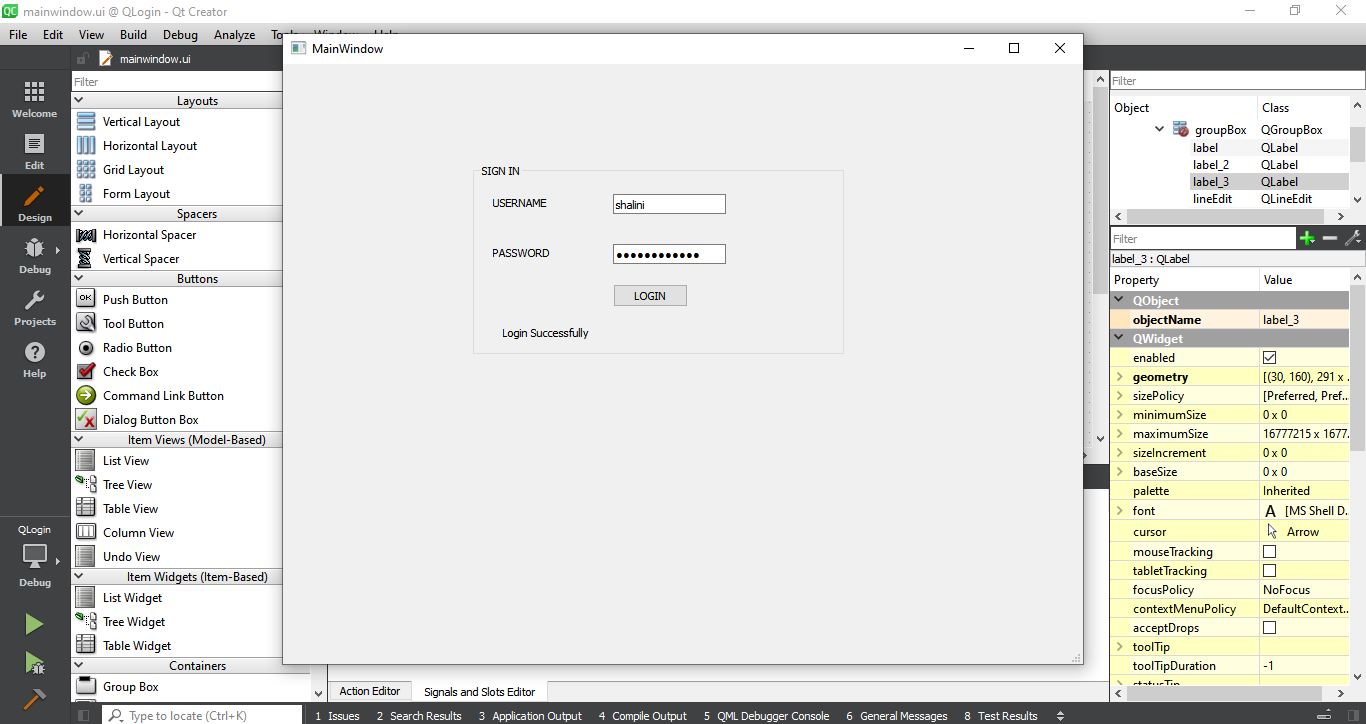 mainwindow.ui @ QLogin - Qt Creator
File Edit View Build Debug Analyze
mainwindow.ui
MainWindow
Filter
Layouts
Vertical Layout
Horizontal Layout
Grid Layout
Form Layout
Spacers
Horizontal Spacer
Vertical Spacer
Buttons
Push Button
OK
Tool Button
Radio Button
Check Box
Command Link Button
Dialog Button Box
Item Views (Model-Based)
List View
Tree View
Table View
Column View
Undo View
Item Widgets (Item-Based)
List Widget
Tree Widget
Table Widget
Containers
Group Box
Welcome
Edit
Design
Debug
Projects
Help
QLogin
Debug
SIGN IN
USERNAME
shalini
PASSWORD
••••••••••••
LOGIN
Login Successfully
Filter
Object Class
groupBox QGroupBox
label QLabel
label_2 QLabel
label_3 QLabel
lineEdit QLineEdit
Filter
label_3 : QLabel
Property Value
QObject
objectName label_3
QWidget
enabled
geometry [(30, 160), 291 x .
sizePolicy [Preferred, Pref...
minimumSize 0 x 0
maximumSize 16777215 x 1677.
sizeIncrement 0 x 0
baseSize 0 x 0
palette Inherited
font A [MS Shell D..
cursor Arrow
mouseTracking
tabletTracking
focusPolicy NoFocus
contextMenuPolicy DefaultContext..
acceptDrops
toolTip
toolTipDuration -1
statusTip
Action Editor Signals and Slots Editor
Type to locate (Ctrl+K)
1 Issues 2 Search Results 3 Application Output 4 Compile Output 5 QML Debugger Console 6 General Messages 8 Test Results